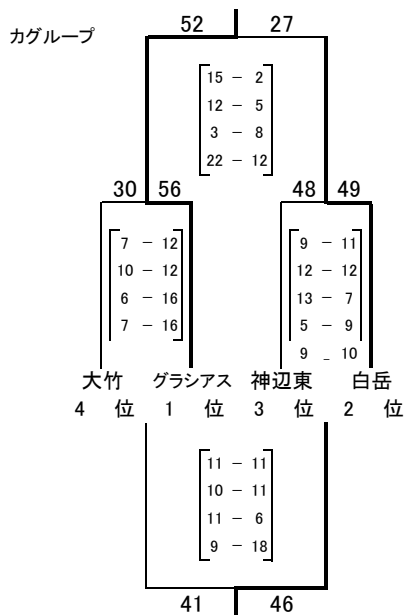 52 27
カグループ
15 － 2
12 － 5
3 － 8
22 － 12
30 56 48 49
7 － 12 9 － 11
10 － 12 12 － 12
6 － 16 13 － 7
7 － 16 5 － 9
9 － 10
大竹 グラシアス 神辺東 白岳
4 位 1 位 3 位 2 位
11 － 11
10 － 11
11 － 6
9 － 18
41 46